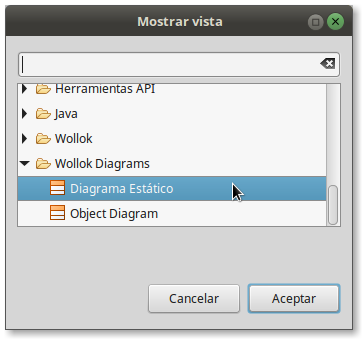 Mostrar vista
Herramientas API
Java
Wollok
Wollok Diagrams
Diagrama Estático
Object Diagram
Cancelar
Aceptar